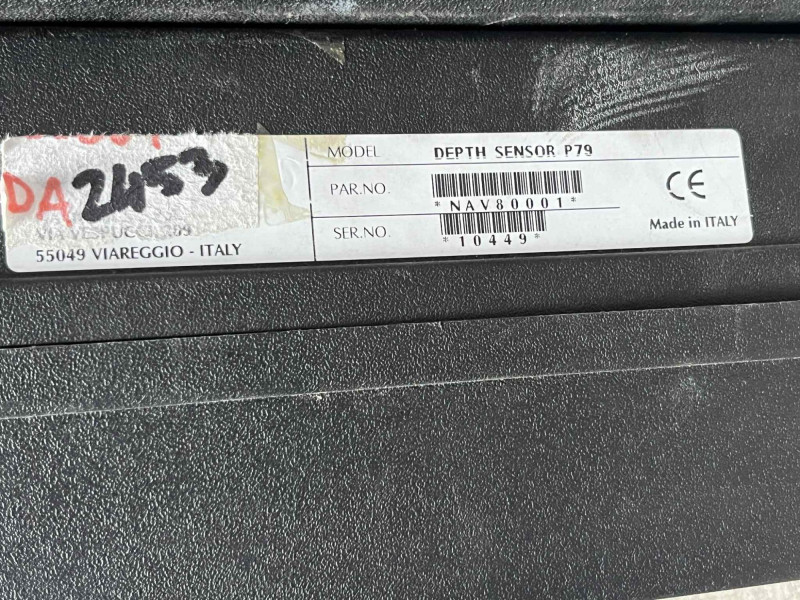 DA 2453
55049 VIAREGGIO - ITALY
MODEL DEPTH SENSOR P79
PAR.NO. *NAV80001*
SER.NO. *10449*
CE
Made in ITALY